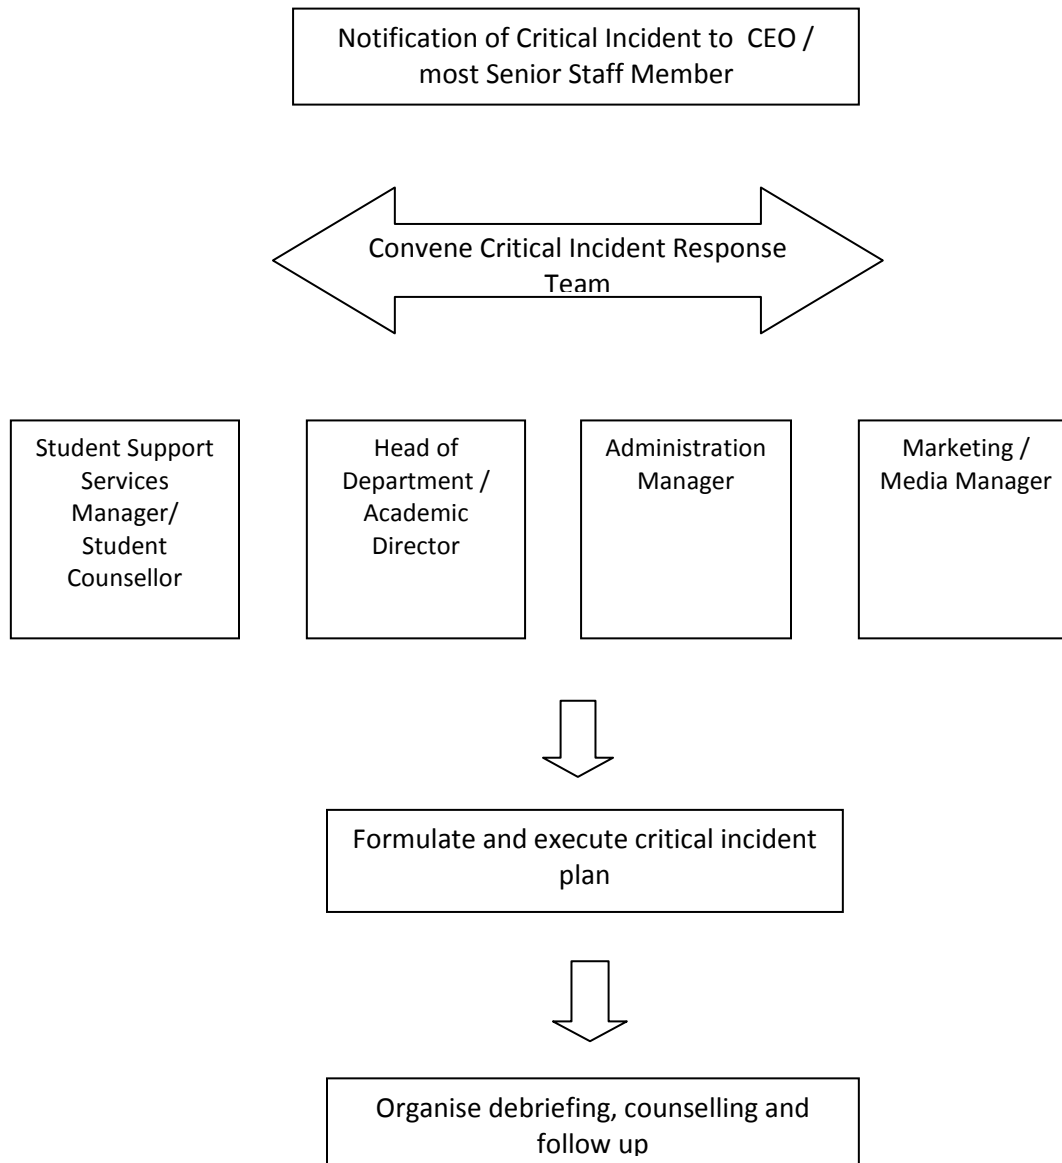 Notification of Critical Incident to  CEO /
most Senior Staff Member
Convene Critical Incident Response
Team
Student Support
Services
Manager/
Student
Counsellor
Head of
Department /
Academic
Director
Administration
Manager
Marketing /
Media Manager
Formulate and execute critical incident
plan
Organise debriefing, counselling and
follow up